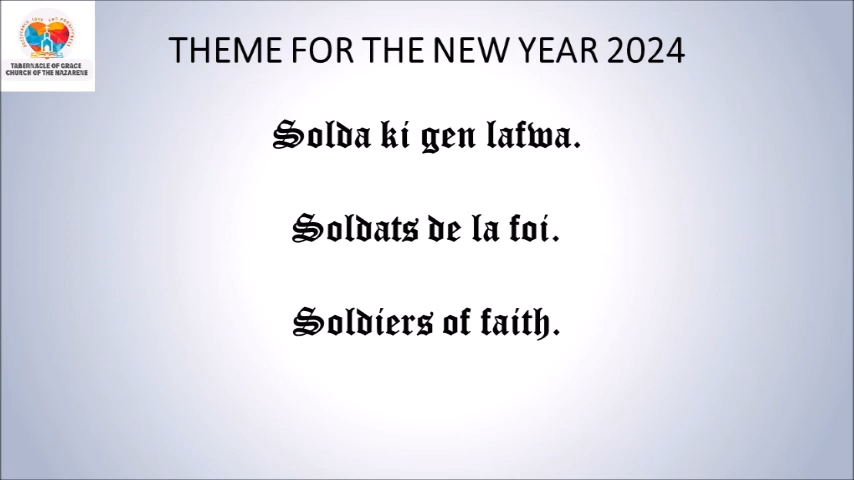 TABERNACLE OF GRACE
CHURCH OF THE NAZARENE
THEME FOR THE NEW YEAR 2024
Solda ki gen lafwa.
Soldats de la foi.
Soldiers of faith.